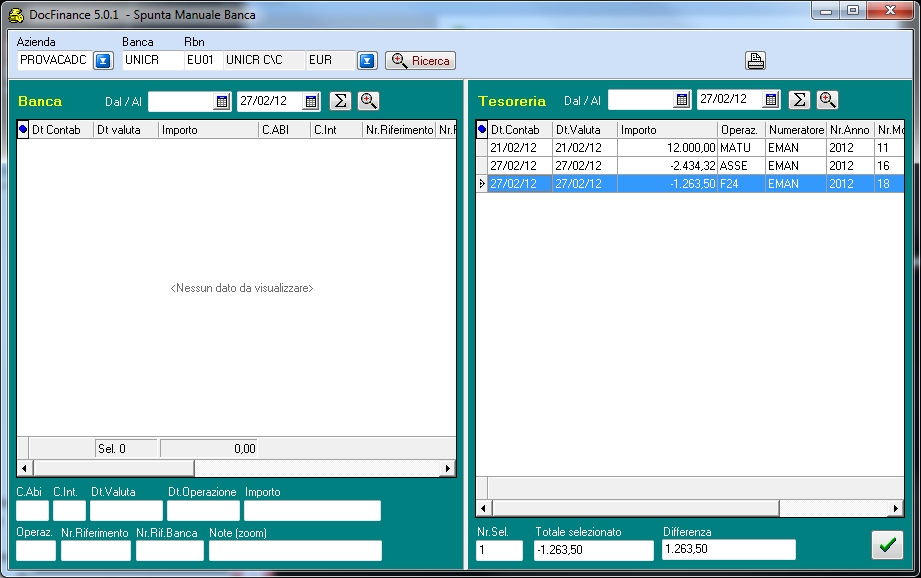 DocFinance 5.0.1 - Spunta Manuale Banca
Azienda Banca Rbn
PROVACADC UNICR EU01 UNICR C\C EUR Ricerca
Banca Dal / Al 27/02/12 Σ
Dt Contab Dt valuta Importo C.ABI C.Int Nr.Riferimento
<Nessun dato da visualizzare>
Sel. 0 0,00
C.Abi C.Int. Dt.Valuta Dt.Operazione Importo
Operaz. Nr.Riferimento Nr.Rif.Banca Note (zoom)
Tesoreria Dal / Al 27/02/12 Σ
Dt.Contab Dt.Valuta Importo Operaz. Numeratore Nr.Anno
21/02/12 21/02/12 12.000,00 MATU EMAN 2012 11
27/02/12 27/02/12 -2.434,32 ASSE EMAN 2012 16
27/02/12 27/02/12 -1.263,50 F24 EMAN 2012 18
Nr.Sel. Totale selezionato Differenza
1 -1.263,50 1.263,50